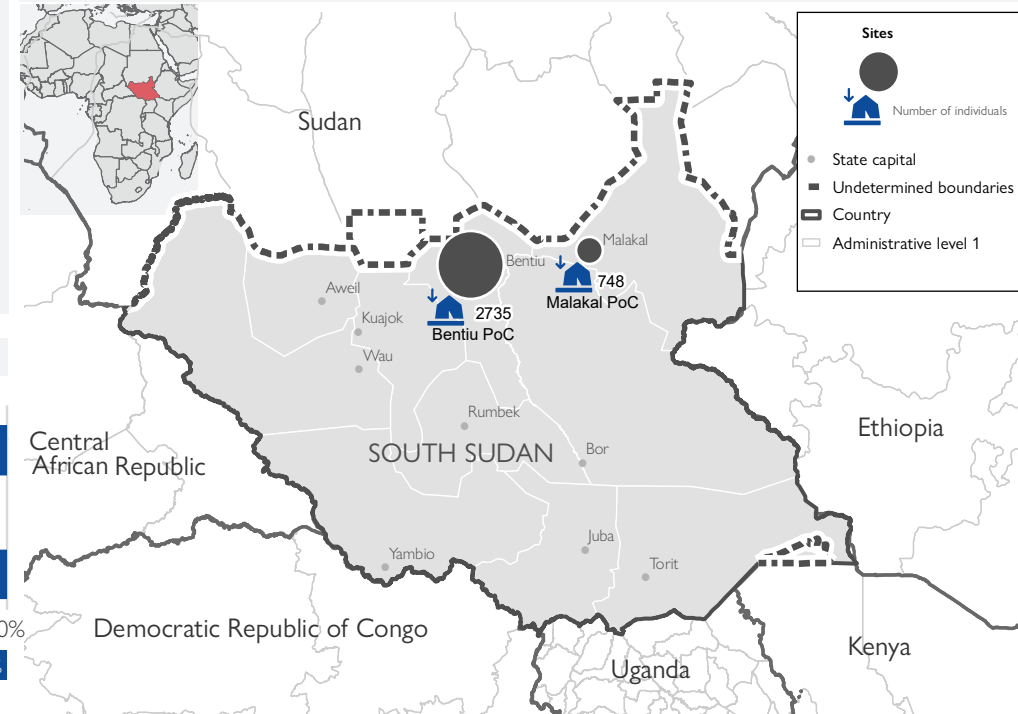 Sites
Number of individuals
State capital
Undetermined boundaries
Country
Administrative level 1
Sudan
Malakal
Bentiu
748
Malakal PoC
Aweil
2735
Kuajok
Bentiu PoC
Wau
Rumbek
Central
African Republic
SOUTH SUDAN
Bor
Ethiopia
Juba
Yambio
Torit
0%
Democratic Republic of Congo
Kenya
Uganda